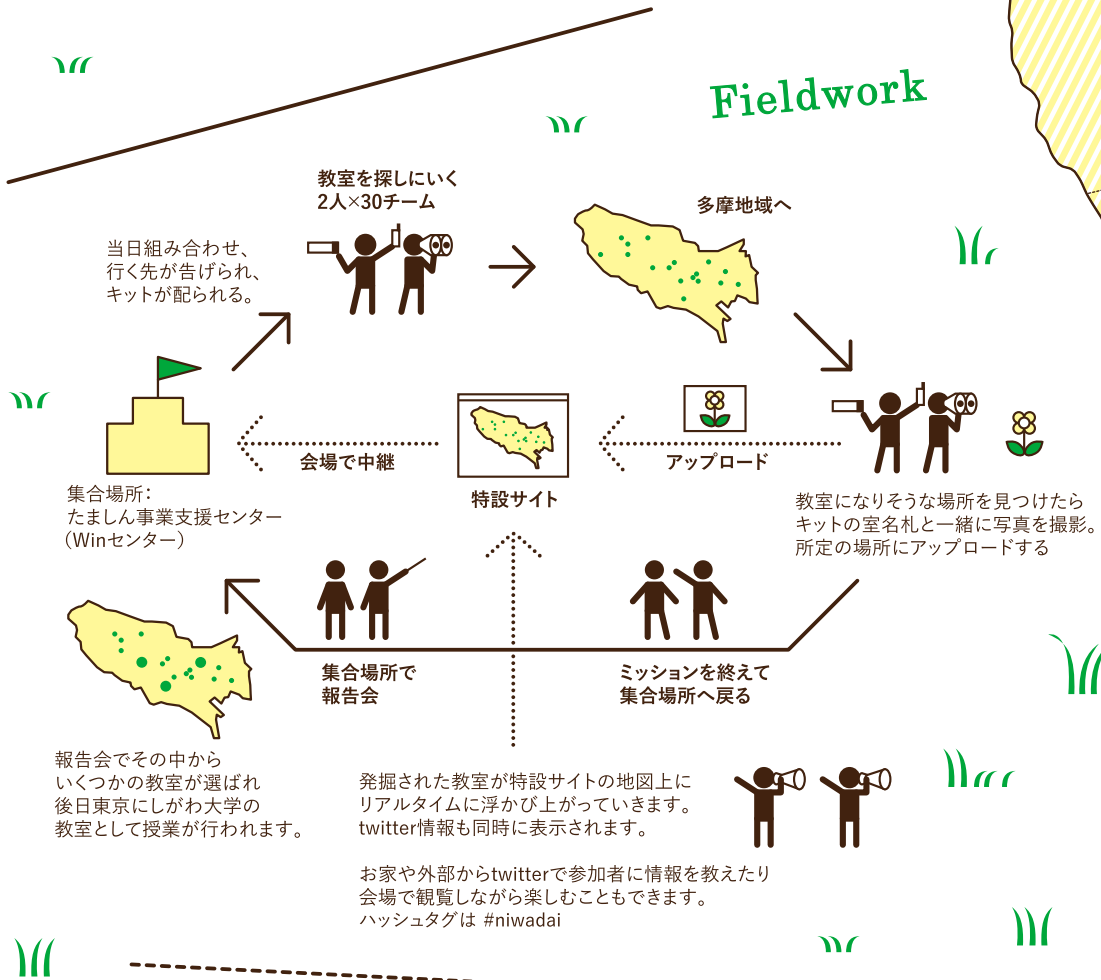 Fieldwork
教室を探しにいく
2人×30チーム
多摩地域へ
当日組み合わせ、
行く先が告げられ、
キットが配られる。
会場で中継
特設サイト
アップロード
集合場所：
たましん事業支援センター
（Winセンター）
教室になりそうな場所を見つけたら
キットの室名札と一緒に写真を撮影。
所定の場所にアップロードする
集合場所で
報告会
ミッションを終えて
集合場所へ戻る
報告会でその中から
いくつかの教室が選ばれ
後日東京にしがわ大学の
教室として授業が行われます。
発掘された教室が特設サイトの地図上に
リアルタイムに浮かび上がっていきます。
twitter情報も同時に表示されます。
お家や外部からtwitterで参加者に情報を教えたり
会場で観覧しながら楽しむこともできます。
ハッシュタグは #niwadai